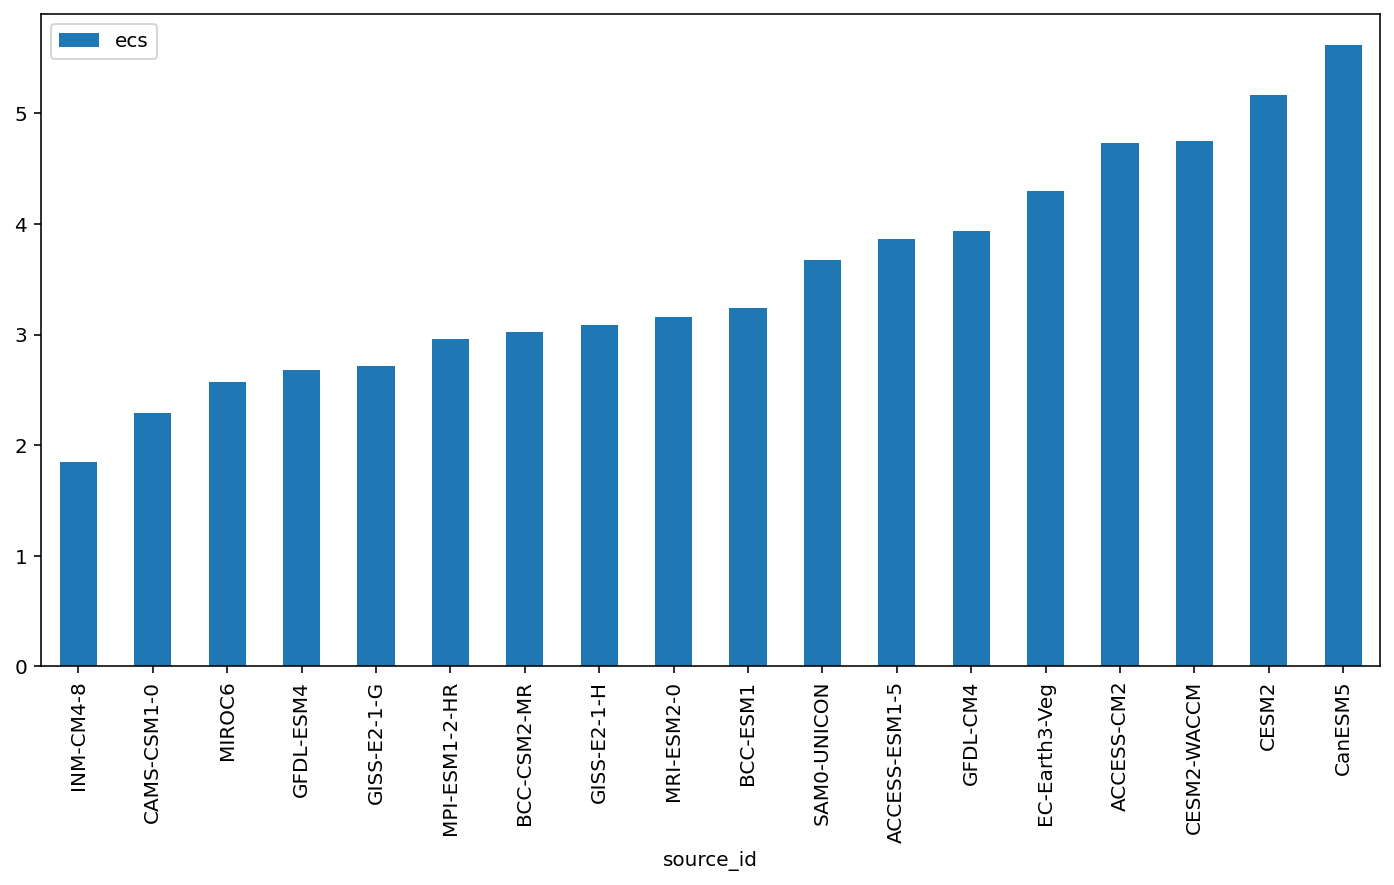 ecs
5
4
3
2
1
0
INM-CM4-8
CAMS-CSM1-0
MIROC6
GFDL-ESM4
GISS-E2-1-G
MPI-ESM1-2-HR
BCC-CSM2-MR
GISS-E2-1-H
MRI-ESM2-0
BCC-ESM1
SAM0-UNICON
ACCESS-ESM1-5
GFDL-CM4
EC-Earth3-Veg
ACCESS-CM2
CESM2-WACCM
CESM2
CanESM5
source_id